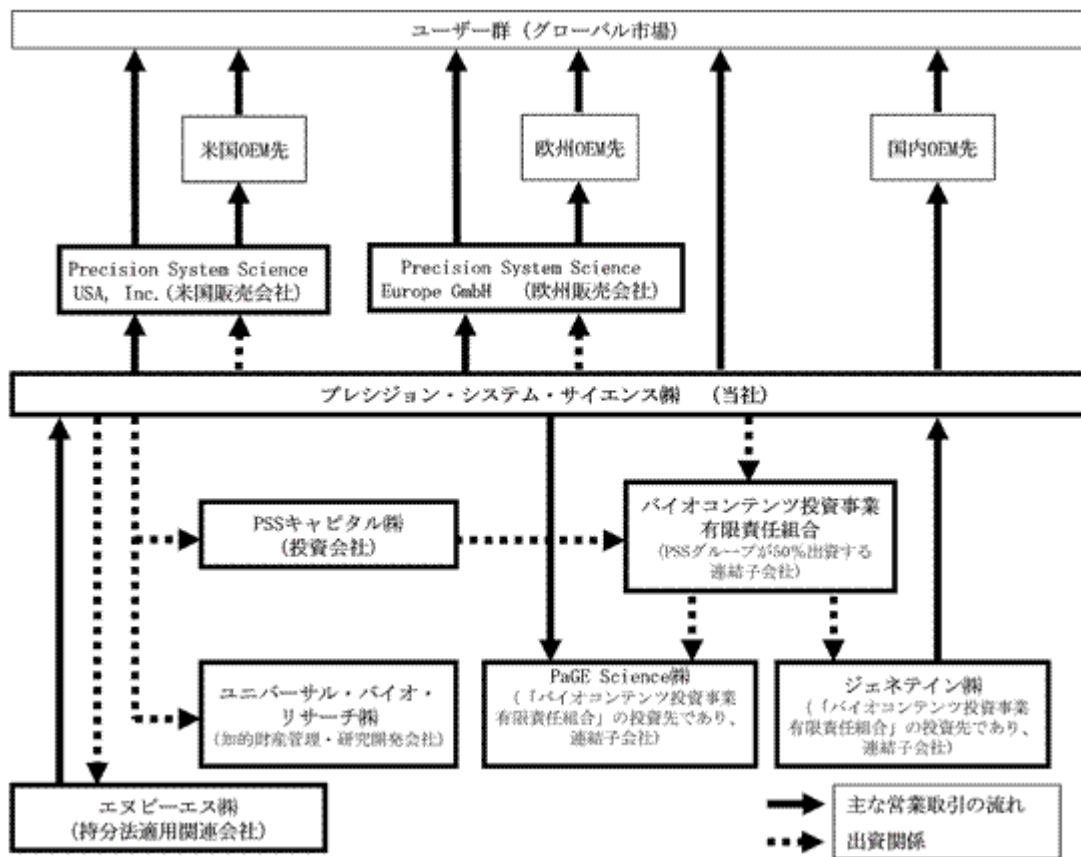 ユーザー群（グローバル市場）
米国OEM先
欧州OEM先
国内OEM先
Precision System Science
USA, Inc.(米国販売会社)
Precision System Science
Europe GmbH （欧州販売会社）
プレシジョン・システム・サイエンス㈱ （当社）
PSSキャピタル㈱
(投資会社)
バイオコンテンツ投資事業
有限責任組合
(PSSグループが50％出資する
連結子会社)
ユニバーサル・バイオ・
リサーチ㈱
(知的財産管理・研究開発会社)
PaGE Science㈱
(「バイオコンテンツ投資事業
有限責任組合」の投資先であり、
連結子会社)
ジェネテイン㈱
(「バイオコンテンツ投資事業
有限責任組合」の投資先であり、
連結子会社)
エヌピーエス㈱
(持分法適用関連会社)
主な営業取引の流れ
出資関係